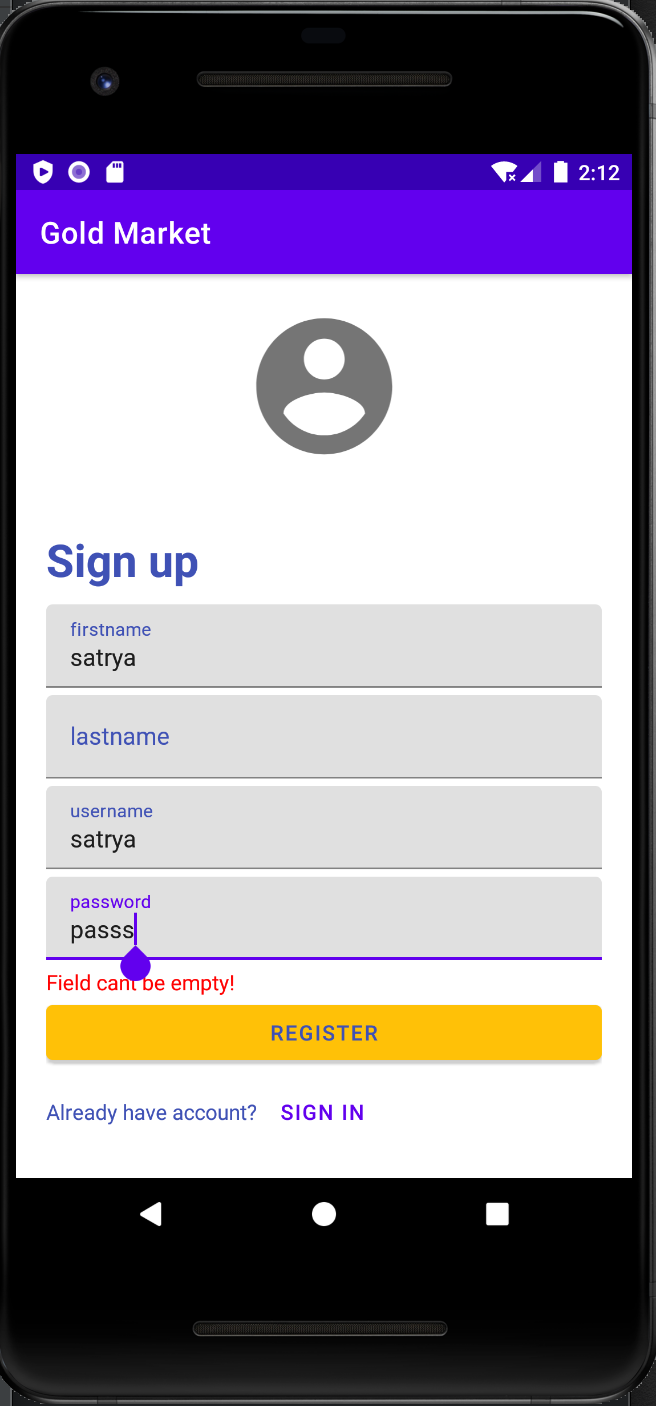 2:12
Gold Market
Sign up
firstname
satrya
lastname
username
satrya
password
passs
Field cant be empty!
REGISTER
Already have account? SIGN IN